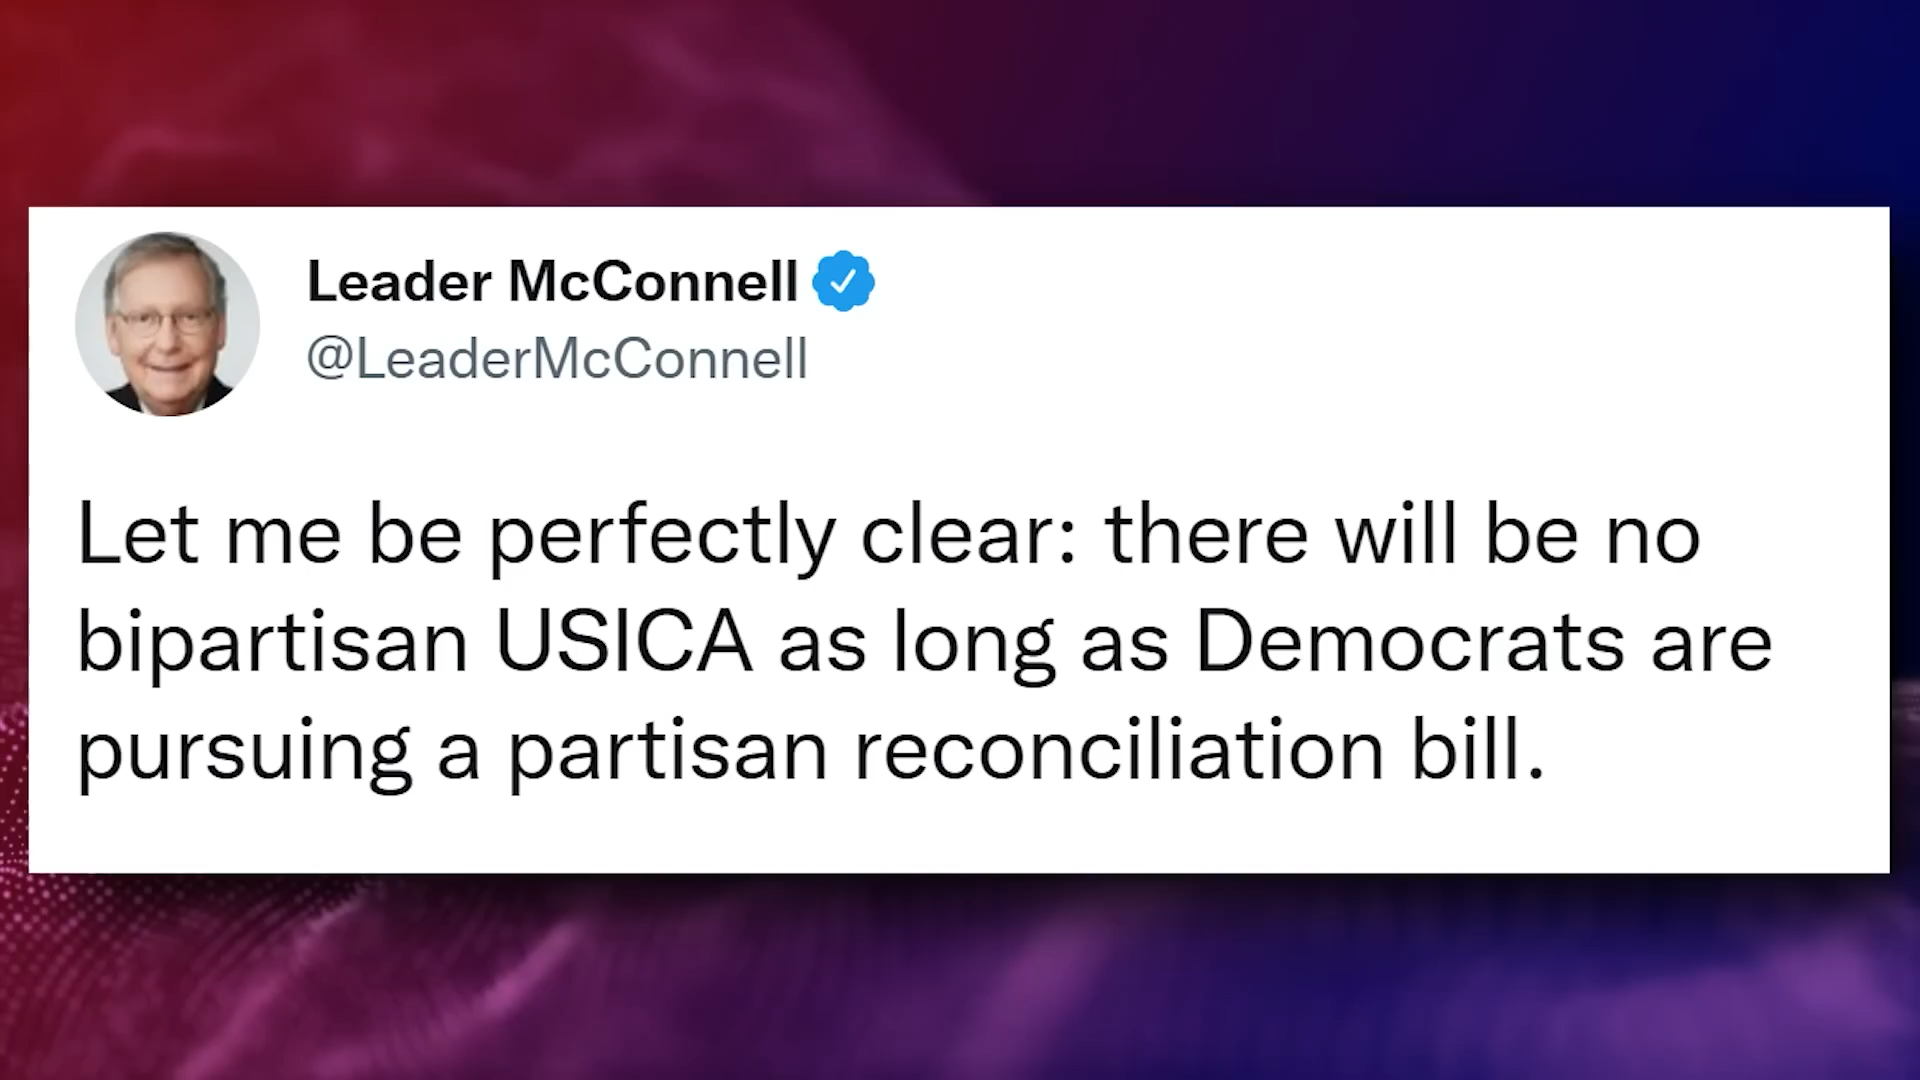 Leader McConnell
@LeaderMcConnell
Let me be perfectly clear: there will be no
bipartisan USICA as long as Democrats are
pursuing a partisan reconciliation bill.